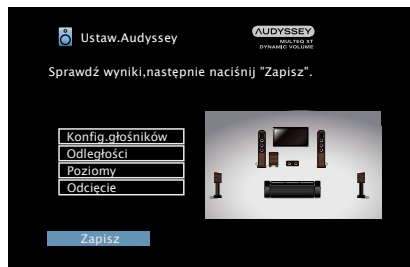 Ustaw.Audyssey
AUDYSSEY
MULTEQ XT
DYNAMIC VOLUME
Sprawdź wyniki,następnie naciśnij "Zapisz".
Konfig.głośników
Odległości
Poziomy
Odcięcie
Zapisz